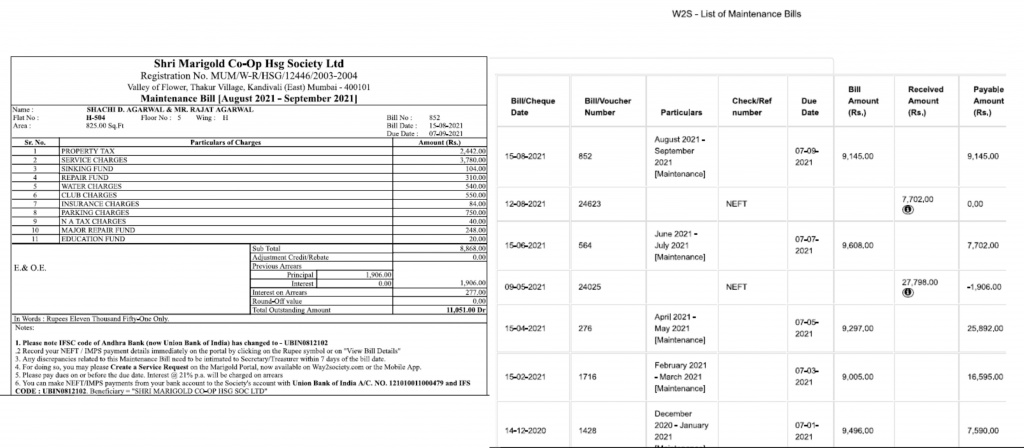 W2S - List of Maintenance Bills
Shri Marigold Co-Op Hsg Society Ltd
Registration No. MUM/W-R/HSG/12446/2003-2004
Valley of Flower, Thakur Village, Kandivali (East) Mumbai - 400101
Maintenance Bill [August 2021 - September 2021]
Name : SHACHI D. AGARWAL & MR. RAJAT AGARWAL
Flat No : H-504 Floor No : 5 Wing : H Bill No : 852
Area : 825.00 Sq.Ft Bill Date : 15-08-2021
Due Date : 07-09-2021
Sr. No. Particulars of Charges Amount (Rs.)
1 PROPERTY TAX 2,442.00
2 SERVICE CHARGES 3,780.00
3 SINKING FUND 104.00
4 REPAIR FUND 310.00
5 WATER CHARGES 540.00
6 CLUB CHARGES 550.00
7 INSURANCE CHARGES 84.00
8 PARKING CHARGES 750.00
9 N A TAX CHARGES 40.00
10 MAJOR REPAIR FUND 248.00
11 EDUCATION FUND 20.00
Sub Total 8,868.00
Adjustment Credit/Rebate 0.00
E.& O.E. Previous Arrears
Principal 1,906.00
Interest 0.00 1,906.00
Interest on Arrears 277.00
Round-Off value 0.00
Total Outstanding Amount 11,051.00 Dr
In Words : Rupees Eleven Thousand Fifty-One Only.
Notes:
1. Please note IFSC code of Andhra Bank (now Union Bank of India) has changed to - UBIN0812102
.2 Record your NEFT / IMPS payment details immediately on the portal by clicking on the Rupee symbol or on "View Bill Details"
3. Any discrepancies related to this Maintenance Bill need to be intimated to Secretary/Treasurer within 7 days of the bill date.
4. For doing so, you may please Create a Service Request on the Marigold Portal, now available on Way2society.com or the Mobile App.
5. Please pay dues on or before the due date. Interest @ 21% p.a. will be charged on arrears
6. You can make NEFT/IMPS payments from your bank account to the Society's account with Union Bank of India A/C. NO. 121010011000479 and IFS
CODE : UBIN0812102. Beneficiary = "SHRI MARIGOLD CO-OP HSG SOC LTD"
Bill/Cheque Date Bill/Voucher Number Particulars Check/Ref number Due Date Bill Amount (Rs.) Received Amount (Rs.) Payable Amount (Rs.)
15-08-2021 852 August 2021 - September 2021 [Maintenance] 07-09-2021 9,145.00 9,145.00
12-08-2021 24623 NEFT 7,702.00 0.00
15-06-2021 564 June 2021 - July 2021 [Maintenance] 07-07-2021 9,608.00 7,702.00
09-05-2021 24025 NEFT 27,798.00 -1,906.00
15-04-2021 276 April 2021 - May 2021 [Maintenance] 07-05-2021 9,297.00 25,892.00
15-02-2021 1716 February 2021 - March 2021 [Maintenance] 07-03-2021 9,005.00 16,595.00
14-12-2020 1428 December 2020 - January 2021 07-01-2021 9,496.00 7,590.00